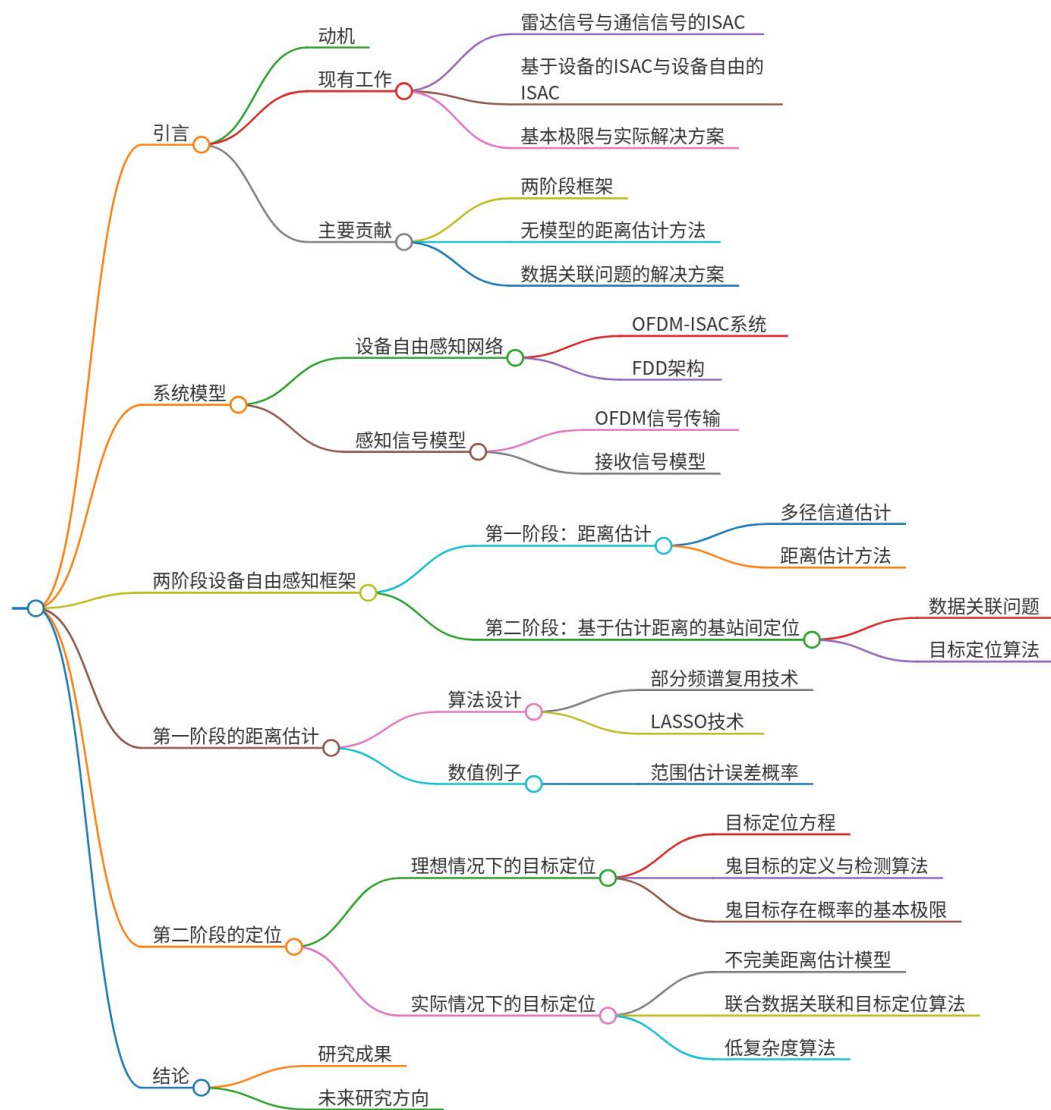 引言
动机
现有工作
雷达信号与通信信号的ISAC
基于设备的ISAC与设备自由的
ISAC
基本极限与实际解决方案
主要贡献
两阶段框架
无模型的距离估计方法
数据关联问题的解决方案
系统模型
设备自由感知网络
OFDM-ISAC系统
FDD架构
感知信号模型
OFDM信号传输
接收信号模型
两阶段设备自由感知框架
第一阶段：距离估计
多径信道估计
距离估计方法
第二阶段：基于估计距离的基站间定位
数据关联问题
目标定位算法
第一阶段的距离估计
算法设计
部分频谱复用技术
LASSO技术
数值例子
范围估计误差概率
第二阶段的定位
理想情况下的目标定位
目标定位方程
鬼目标的定义与检测算法
鬼目标存在概率的基本极限
实际情况下的目标定位
不完美距离估计模型
联合数据关联和目标定位算法
低复杂度算法
结论
研究成果
未来研究方向